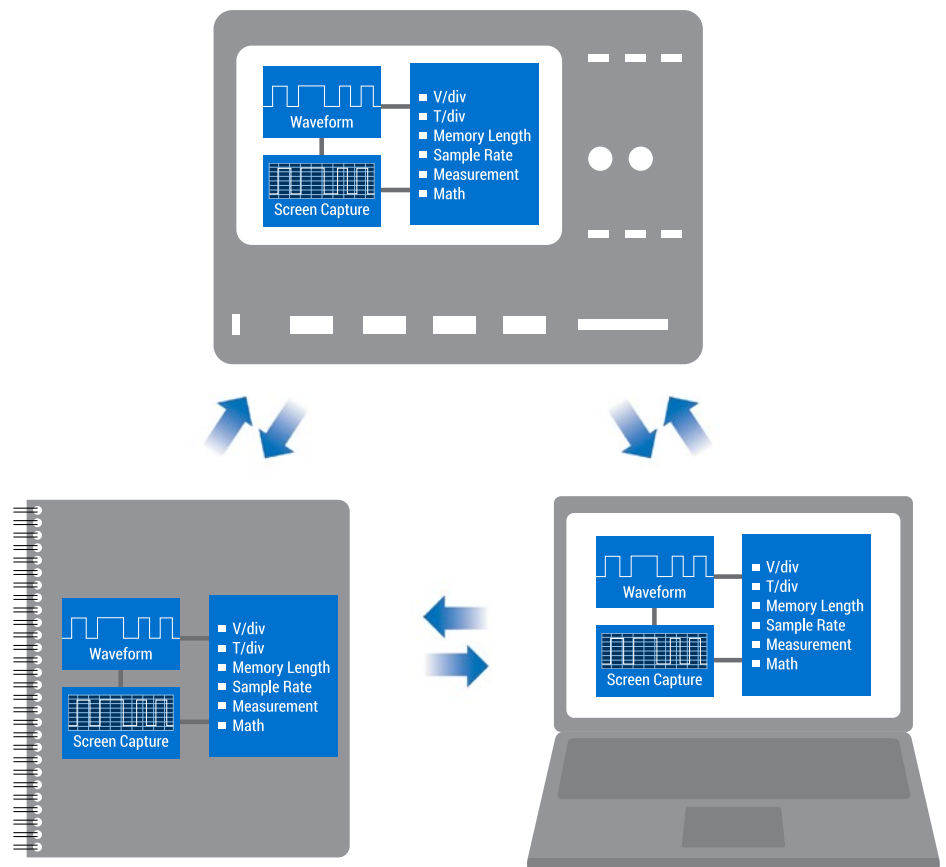 Waveform
Screen Capture
V/div
T/div
Memory Length
Sample Rate
Measurement
Math
Waveform
Screen Capture
V/div
T/div
Memory Length
Sample Rate
Measurement
Math
Waveform
Screen Capture
V/div
T/div
Memory Length
Sample Rate
Measurement
Math